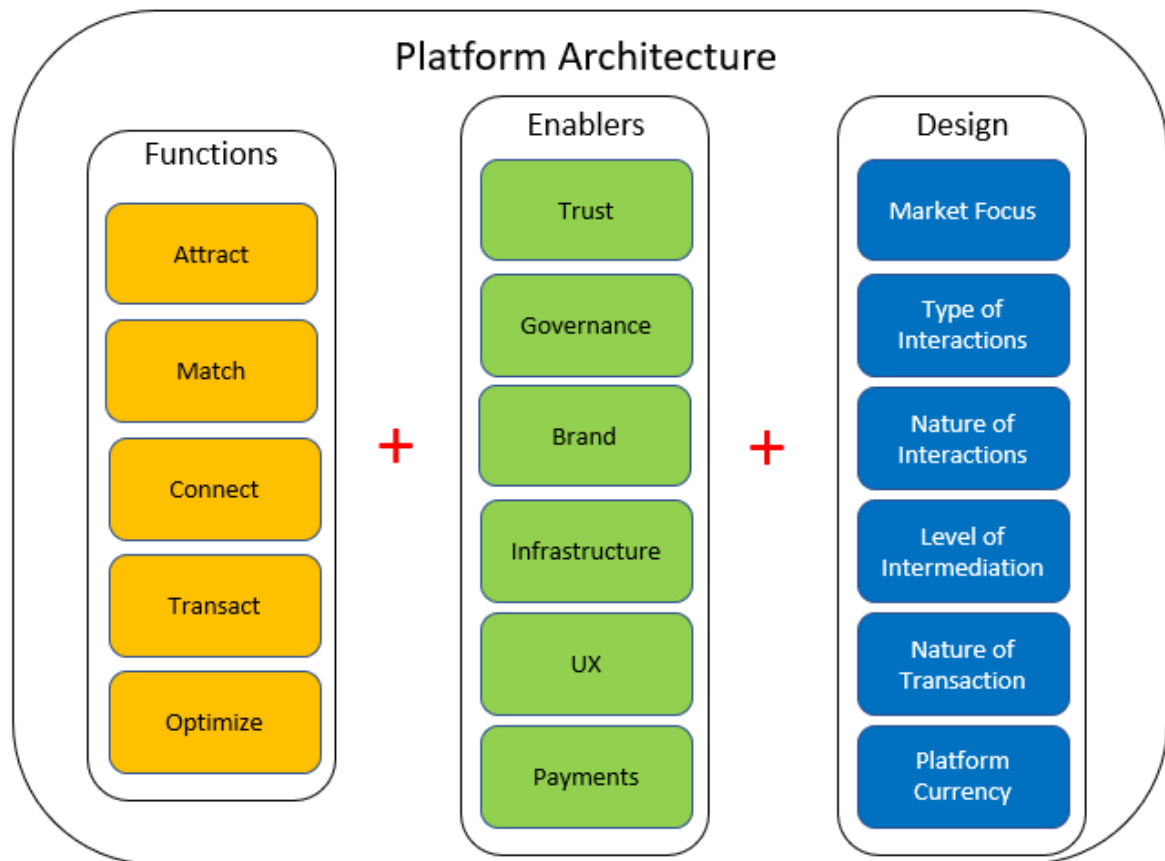 Platform Architecture
Functions
Attract
Match
Connect
Transact
Optimize
+
Enablers
Trust
Governance
Brand
Infrastructure
UX
Payments
+
Design
Market Focus
Type of
Interactions
Nature of
Interactions
Level of
Intermediation
Nature of
Transaction
Platform
Currency